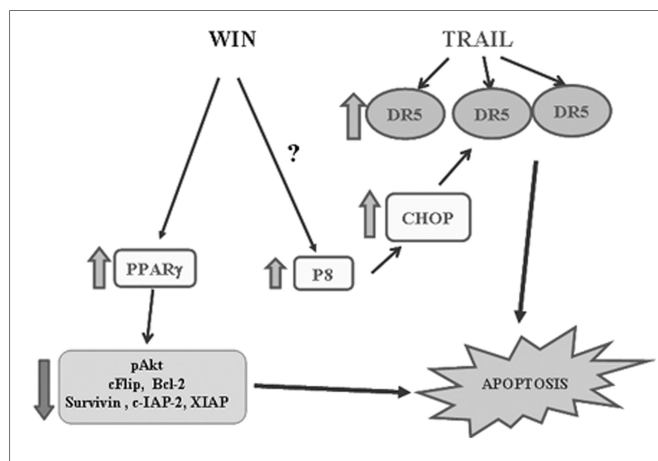 WIN
TRAIL
DR5
DR5
DR5
?
CHOP
PPARγ
P8
pAkt
cFlip, Bcl-2
Survivin , c-IAP-2, XIAP
APOPTOSIS